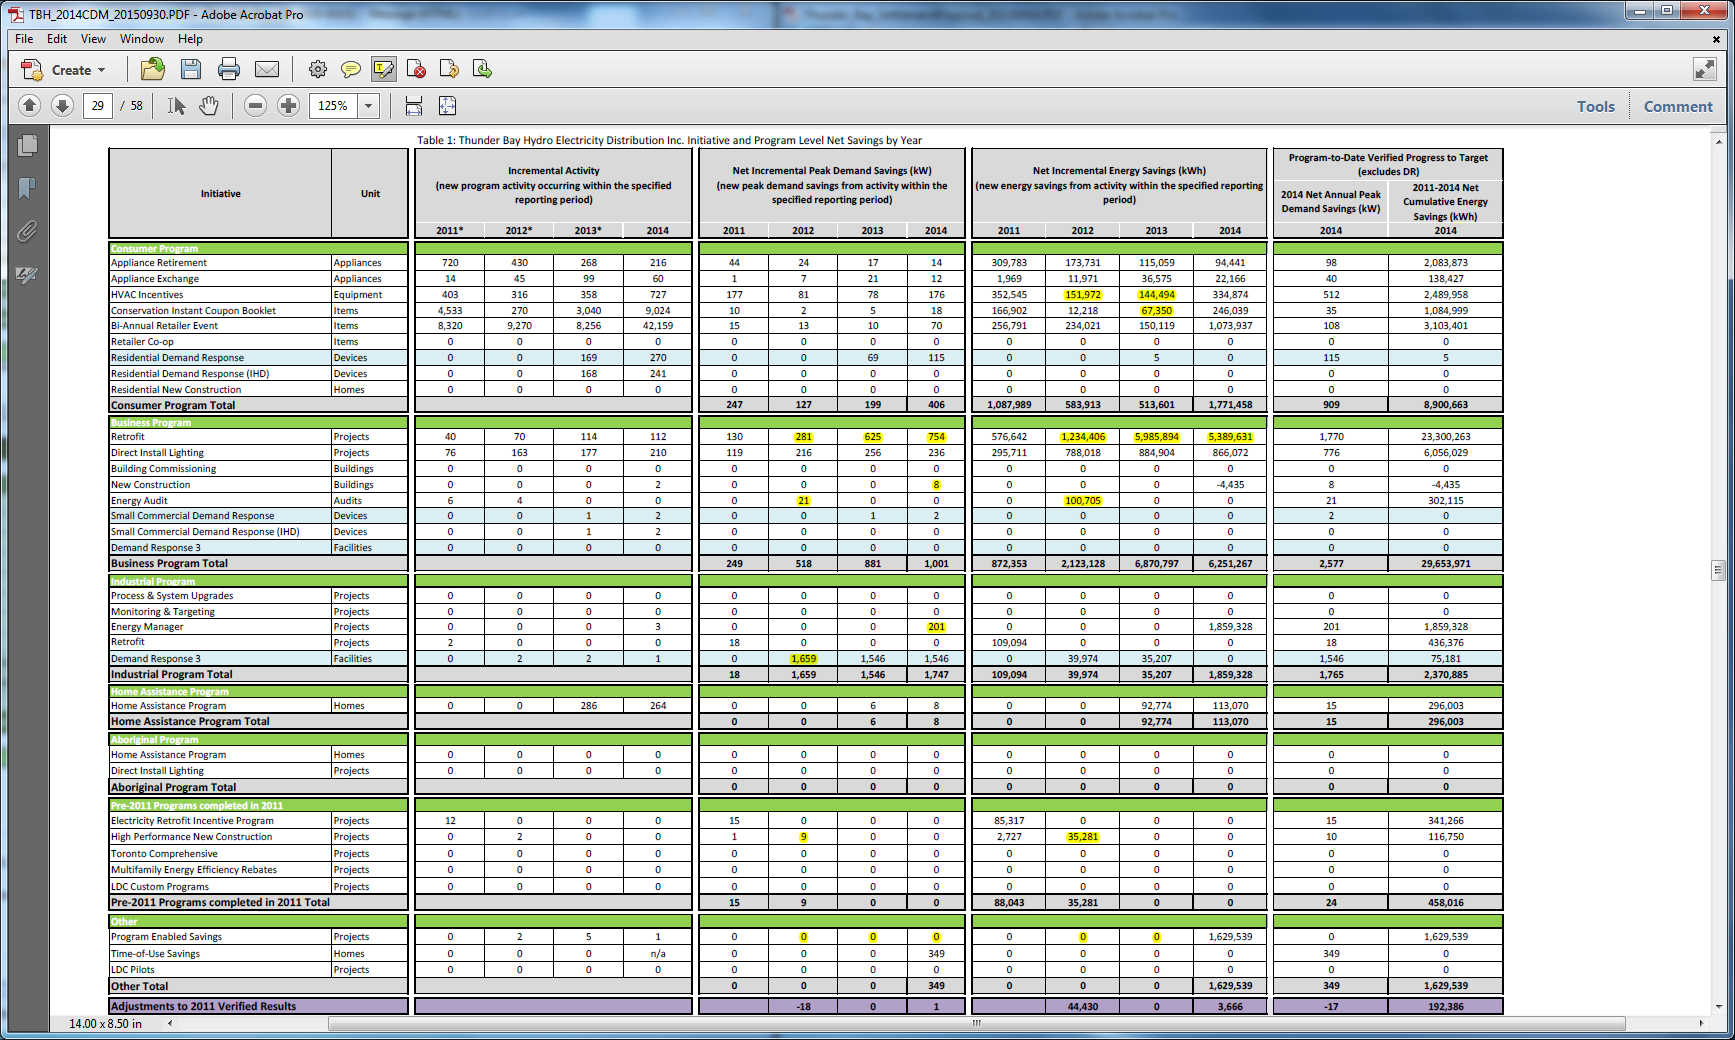 TBH_2014CDM_20150930.PDF - Adobe Acrobat Pro
File Edit View Window Help
Create
29 / 58 125% Tools Comment
Table 1: Thunder Bay Hydro Electricity Distribution Inc. Initiative and Program Level Net Savings by Year
Initiative Unit Incremental Activity (new program activity occurring within the specified reporting period) Net Incremental Peak Demand Savings (kW) (new peak demand savings from activity within the specified reporting period) Net Incremental Energy Savings (kWh) (new energy savings from activity within the specified reporting period) Program-to-Date Verified Progress to Target (excludes DR)
2014 Net Annual Peak Demand Savings (kW) 2011-2014 Net Cumulative Energy Savings (kWh)
2011* 2012* 2013* 2014 2011 2012 2013 2014 2011 2012 2013 2014 2014 2014
Consumer Program
Appliance Retirement Appliances 720 430 268 216 44 24 17 14 309,783 173,731 115,059 94,441 98 2,083,873
Appliance Exchange Appliances 14 45 99 60 1 7 21 12 1,969 11,971 36,575 22,166 40 138,427
HVAC Incentives Equipment 403 316 358 727 177 81 78 176 352,545 151,972 144,494 334,874 512 2,489,958
Conservation Instant Coupon Booklet Items 4,533 270 3,040 9,024 10 2 5 18 166,902 12,218 67,350 246,039 35 1,084,999
Bi-Annual Retailer Event Items 8,320 9,270 8,256 42,159 15 13 10 70 256,791 234,021 150,119 1,073,937 108 3,103,401
Retailer Co-op Items 0 0 0 0 0 0 0 0 0 0 0 0 0 0
Residential Demand Response Devices 0 0 169 270 0 0 69 115 0 0 5 0 115 5
Residential Demand Response (IHD) Devices 0 0 168 241 0 0 0 0 0 0 0 0 0 0
Residential New Construction Homes 0 0 0 0 0 0 0 0 0 0 0 0 0 0
Consumer Program Total 247 127 199 406 1,087,989 583,913 513,601 1,771,458 909 8,900,663
Business Program
Retrofit Projects 40 70 114 112 130 281 625 754 576,642 1,234,406 5,985,894 5,389,631 1,770 23,300,263
Direct Install Lighting Projects 76 163 177 210 119 216 256 236 295,711 788,018 884,904 866,072 776 6,056,029
Building Commissioning Buildings 0 0 0 0 0 0 0 0 0 0 0 0 0 0
New Construction Buildings 0 0 0 2 0 0 0 8 0 0 0 -4,435 8 -4,435
Energy Audit Audits 6 4 0 0 0 21 0 0 0 100,705 0 0 21 302,115
Small Commercial Demand Response Devices 0 0 1 2 0 0 1 2 0 0 0 0 2 0
Small Commercial Demand Response (IHD) Devices 0 0 1 2 0 0 0 0 0 0 0 0 0 0
Demand Response 3 Facilities 0 0 0 0 0 0 0 0 0 0 0 0 0 0
Business Program Total 249 518 881 1,001 872,353 2,123,128 6,870,797 6,251,267 2,577 29,653,971
Industrial Program
Process & System Upgrades Projects 0 0 0 0 0 0 0 0 0 0 0 0 0 0
Monitoring & Targeting Projects 0 0 0 0 0 0 0 0 0 0 0 0 0 0
Energy Manager Projects 0 0 0 3 0 0 0 201 0 0 0 1,859,328 201 1,859,328
Retrofit Projects 2 0 0 0 18 0 0 0 109,094 0 0 0 18 436,376
Demand Response 3 Facilities 0 2 2 1 0 1,659 1,546 1,546 0 39,974 35,207 0 1,546 75,181
Industrial Program Total 18 1,659 1,546 1,747 109,094 39,974 35,207 1,859,328 1,765 2,370,885
Home Assistance Program
Home Assistance Program Homes 0 0 286 264 0 0 6 8 0 0 92,774 113,070 15 296,003
Home Assistance Program Total 0 0 6 8 0 0 92,774 113,070 15 296,003
Aboriginal Program
Home Assistance Program Homes 0 0 0 0 0 0 0 0 0 0 0 0 0 0
Direct Install Lighting Projects 0 0 0 0 0 0 0 0 0 0 0 0 0 0
Aboriginal Program Total 0 0 0 0 0 0 0 0 0 0
Pre-2011 Programs completed in 2011
Electricity Retrofit Incentive Program Projects 12 0 0 0 15 0 0 0 85,317 0 0 0 15 341,266
High Performance New Construction Projects 0 2 0 0 1 9 0 0 2,727 35,281 0 0 10 116,750
Toronto Comprehensive Projects 0 0 0 0 0 0 0 0 0 0 0 0 0 0
Multifamily Energy Efficiency Rebates Projects 0 0 0 0 0 0 0 0 0 0 0 0 0 0
LDC Custom Programs Projects 0 0 0 0 0 0 0 0 0 0 0 0 0 0
Pre-2011 Programs completed in 2011 Total 15 9 0 0 88,043 35,281 0 0 24 458,016
Other
Program Enabled Savings Projects 0 2 5 1 0 0 0 0 0 0 0 1,629,539 0 1,629,539
Time-of-Use Savings Homes 0 0 0 n/a 0 0 0 349 0 0 0 0 349 0
LDC Pilots Projects 0 0 0 0 0 0 0 0 0 0 0 0 0 0
Other Total 0 0 0 349 0 0 0 1,629,539 349 1,629,539
Adjustments to 2011 Verified Results -18 0 1 44,430 0 3,666 -17 192,386
14.00 x 8.50 in